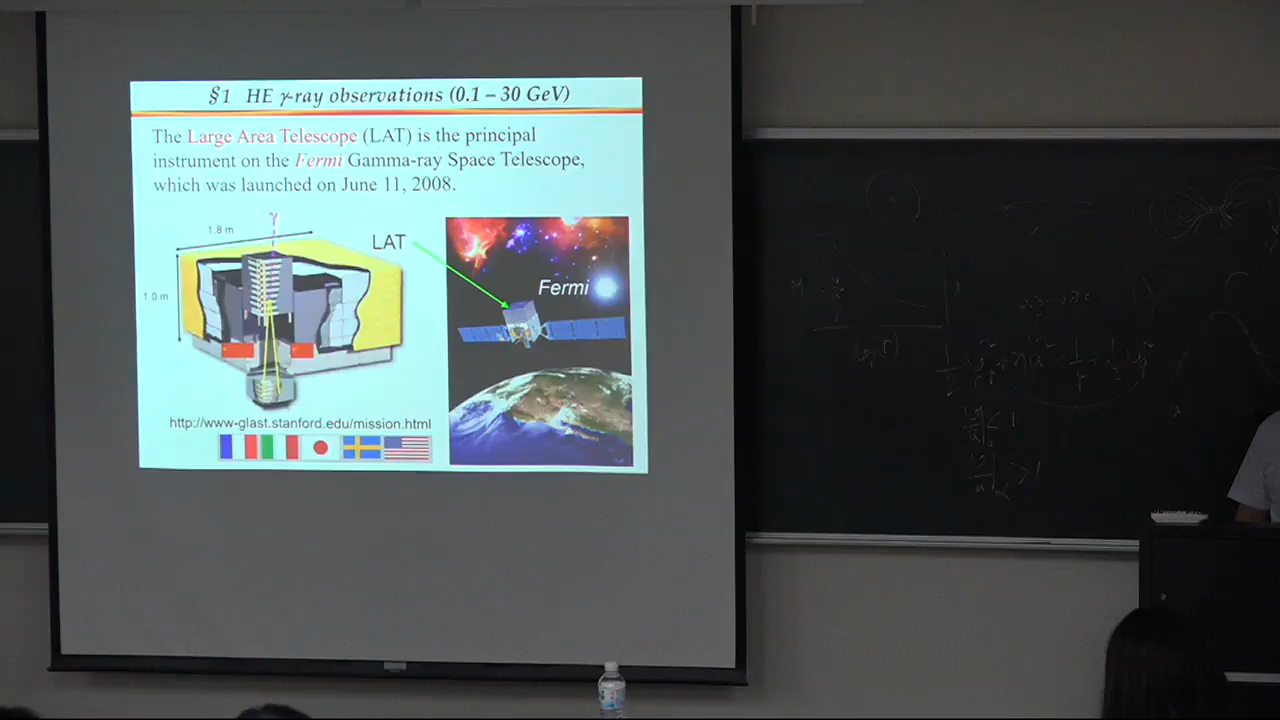 §1 HE γ-ray observations (0.1 – 30 GeV)
The Large Area Telescope (LAT) is the principal
instrument on the Fermi Gamma-ray Space Telescope,
which was launched on June 11, 2008.
γ
1.8 m
LAT
1.0 m
Fermi
http://www-glast.stanford.edu/mission.html